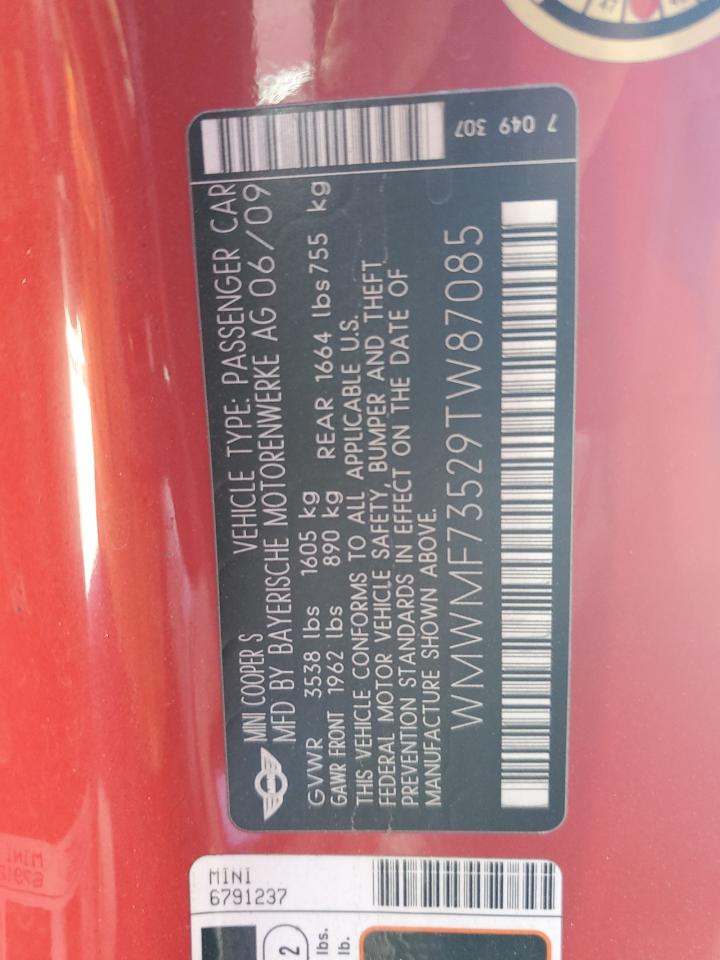 MINI COOPER S VEHICLE TYPE: PASSENGER CAR
MFD BY BAYERISCHE MOTORENWERKE AG 06/09
GVWR 3538 lbs 1605 kg
GAWR FRONT 1962 lbs 890 kg REAR 1664 lbs 755 kg
THIS VEHICLE CONFORMS TO ALL APPLICABLE U.S.
FEDERAL MOTOR VEHICLE SAFETY, BUMPER AND THEFT
PREVENTION STANDARDS IN EFFECT ON THE DATE OF
MANUFACTURE SHOWN ABOVE.
WMWMF73529TW87085
7 049 307
MINI
6791237
2
lbs.
lb.
47